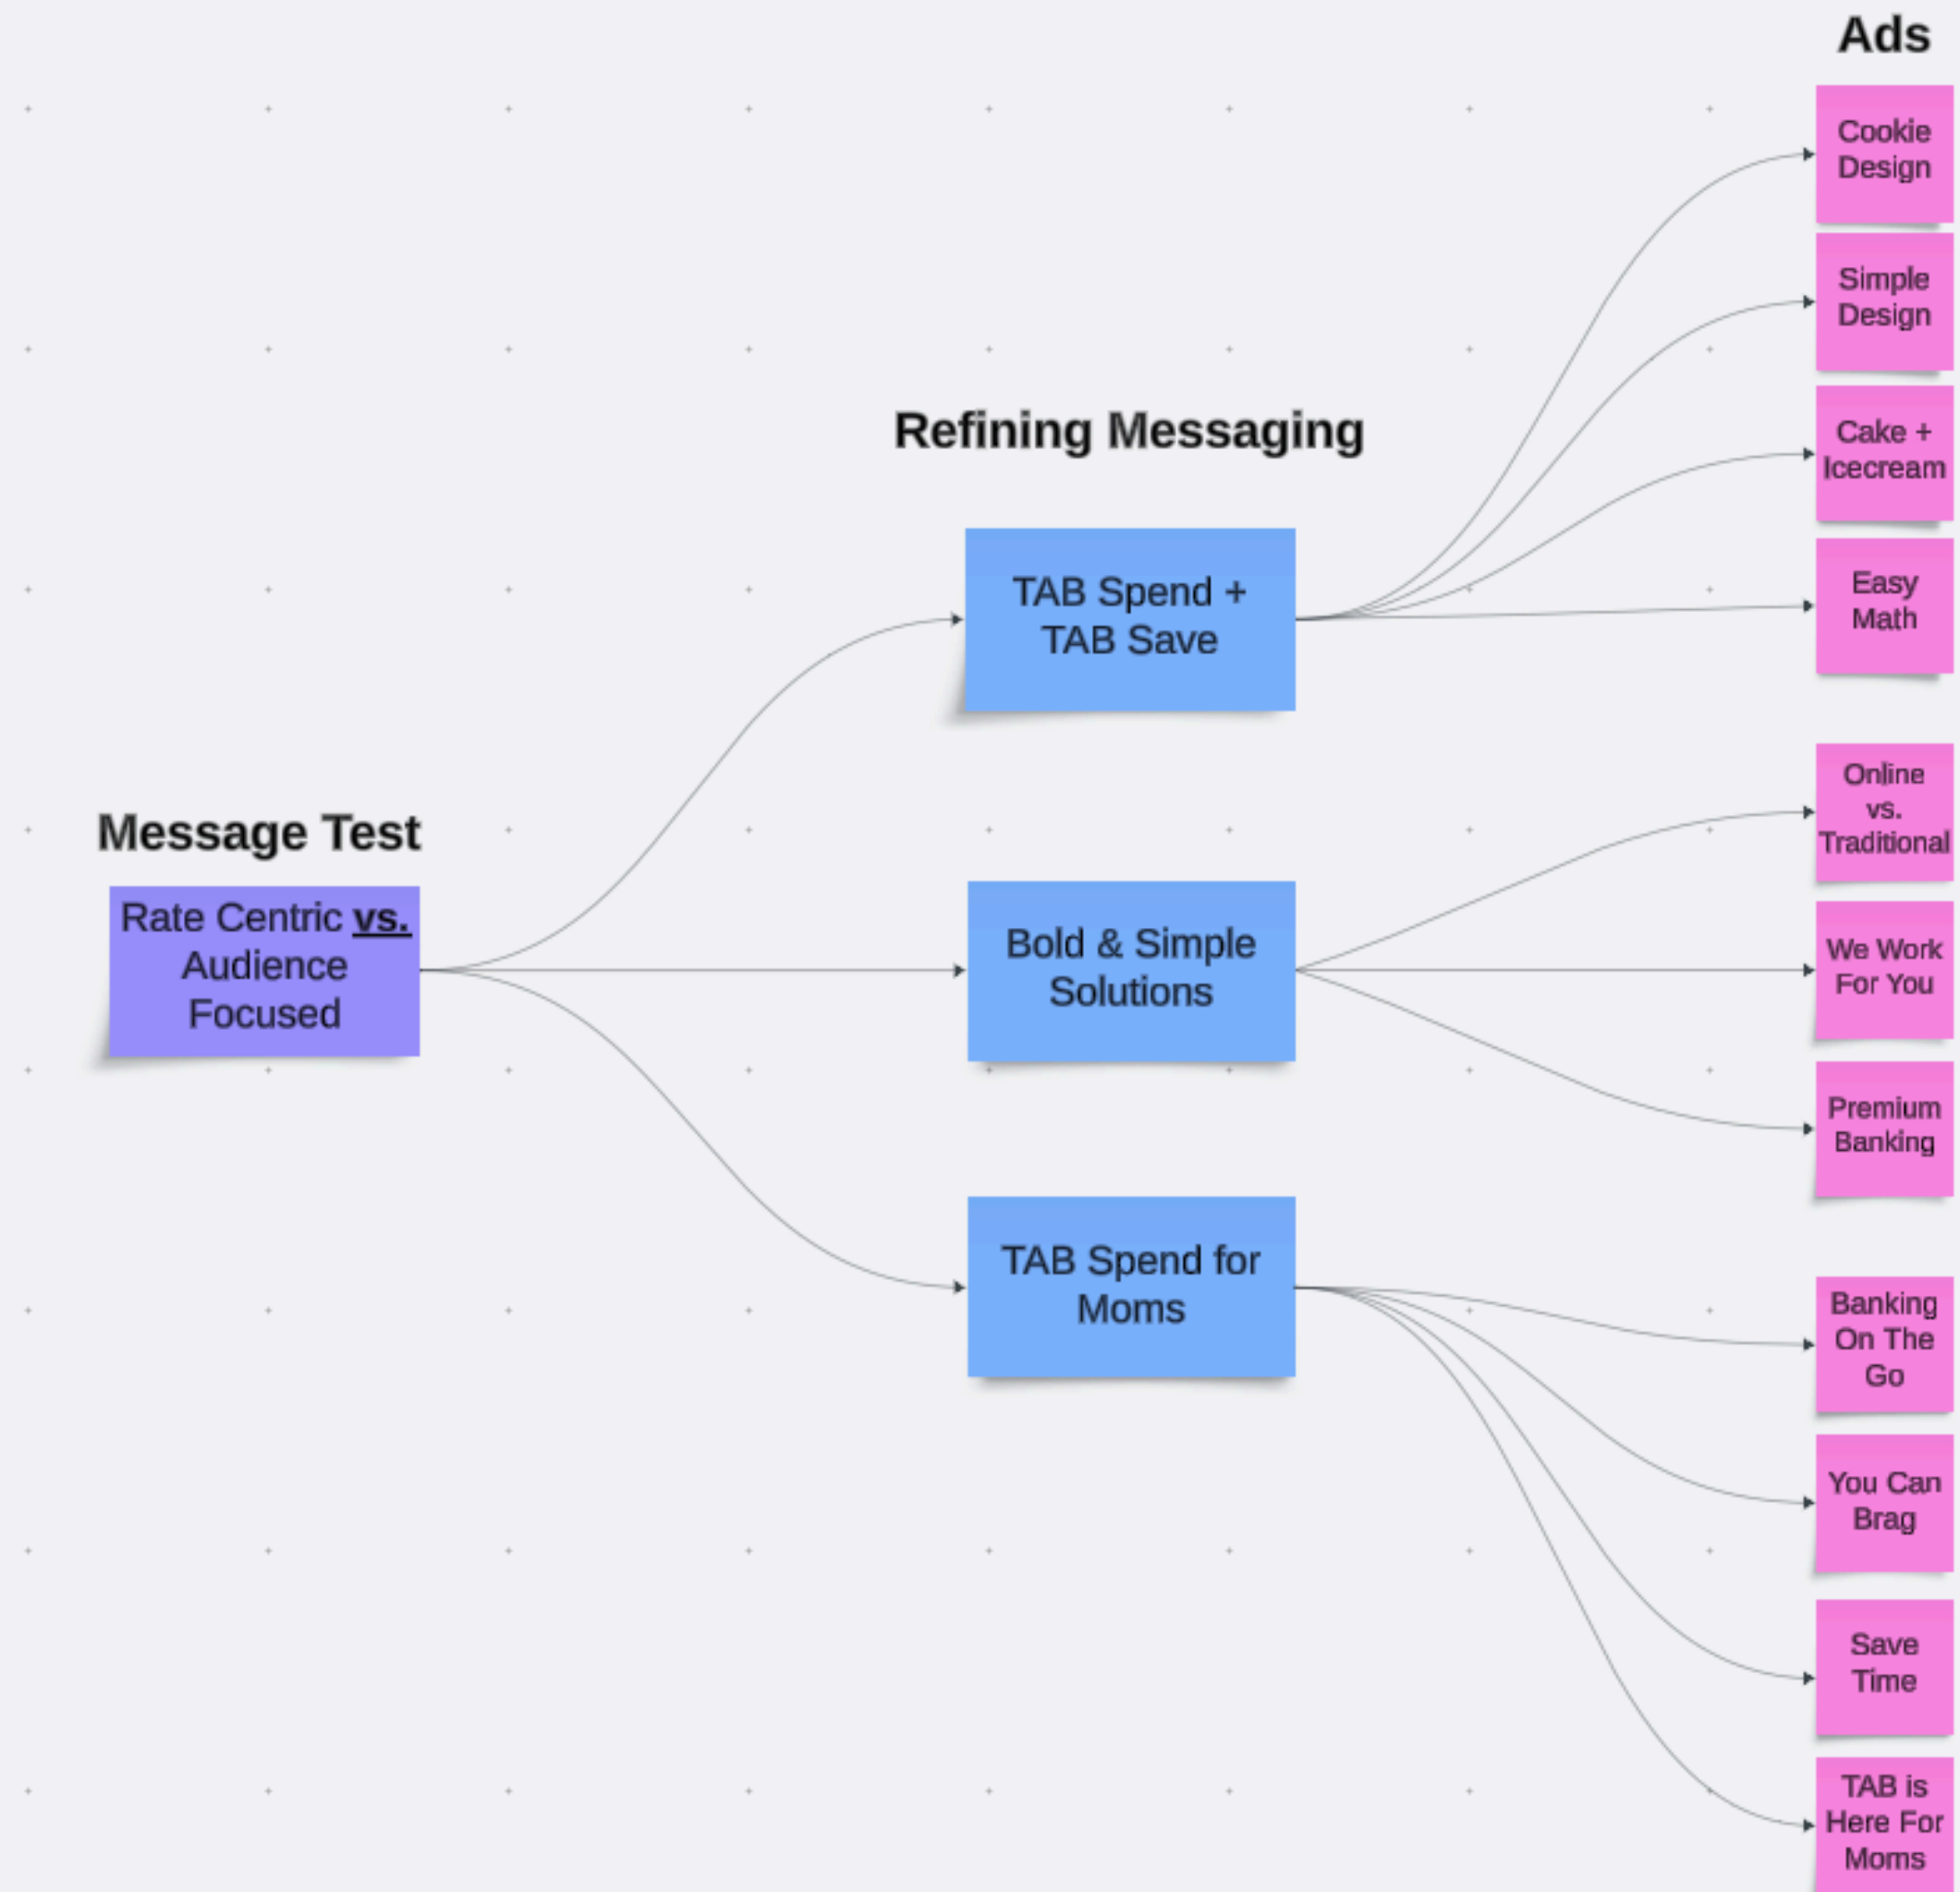 Ads
Cookie
Design
Simple
Design
Cake +
Icecream
Easy
Math
Refining Messaging
TAB Spend +
TAB Save
Online
vs.
Traditional
Message Test
Rate Centric vs.
Audience
Focused
Bold & Simple
Solutions
We Work
For You
Premium
Banking
TAB Spend for
Moms
Banking
On The
Go
You Can
Brag
Save
Time
TAB is
Here For
Moms